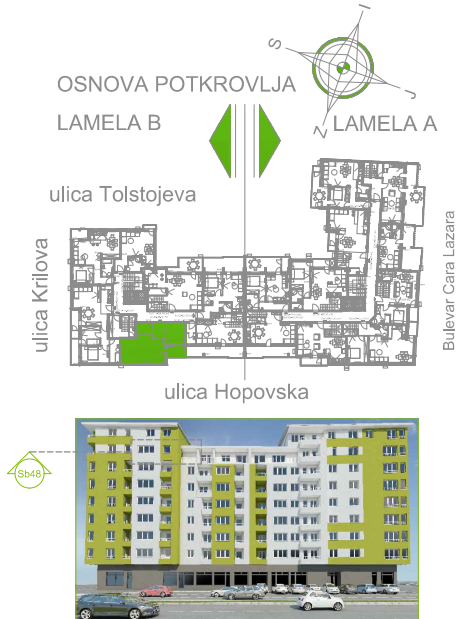 I
S
J
Z
OSNOVA POTKROVLJA
LAMELA B
LAMELA A
ulica Tolstojeva
ulica Krilova
Bulevar Cara Lazara
ulica Hopovska
Sb48